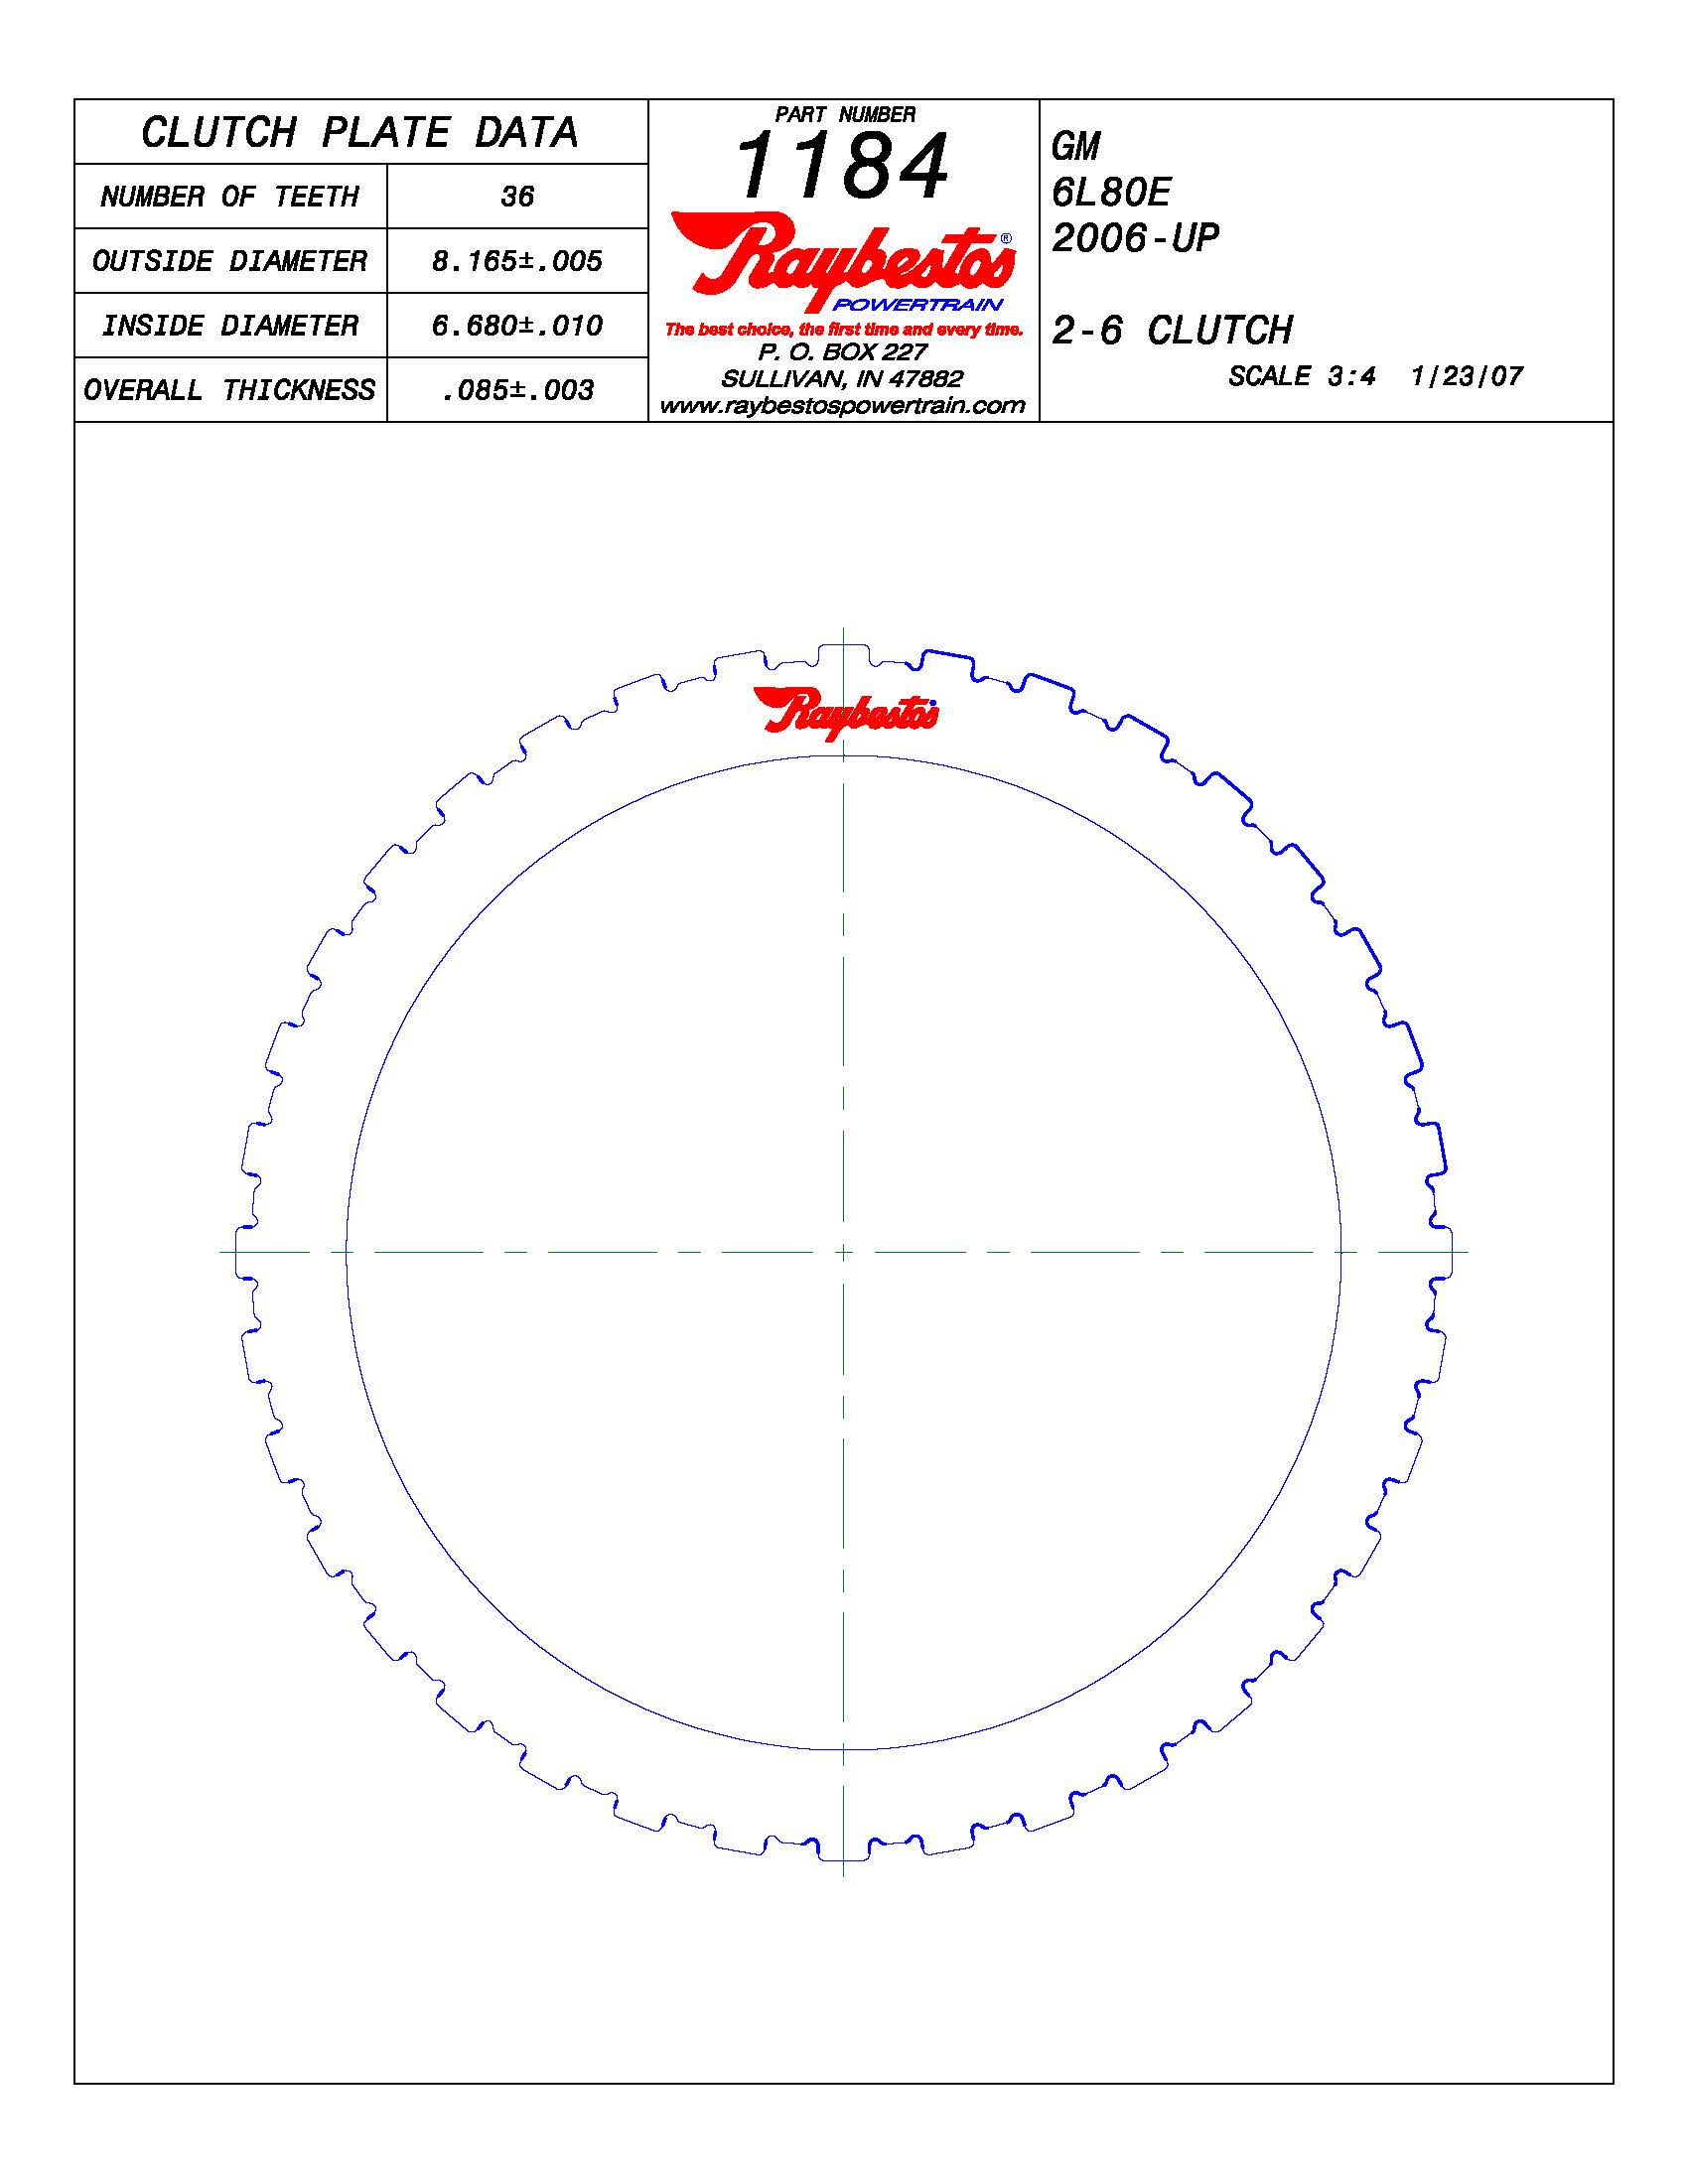 CLUTCH PLATE DATA
NUMBER OF TEETH 36
OUTSIDE DIAMETER 8.165±.005
INSIDE DIAMETER 6.680±.010
OVERALL THICKNESS .085±.003
PART NUMBER
1184
Raybestos®
POWERTRAIN
The best choice, the first time and every time.
P. O. BOX 227
SULLIVAN, IN 47882
www.raybestospowertrain.com
GM
6L80E
2006-UP
2-6 CLUTCH
SCALE 3:4 1/23/07
Raybestos